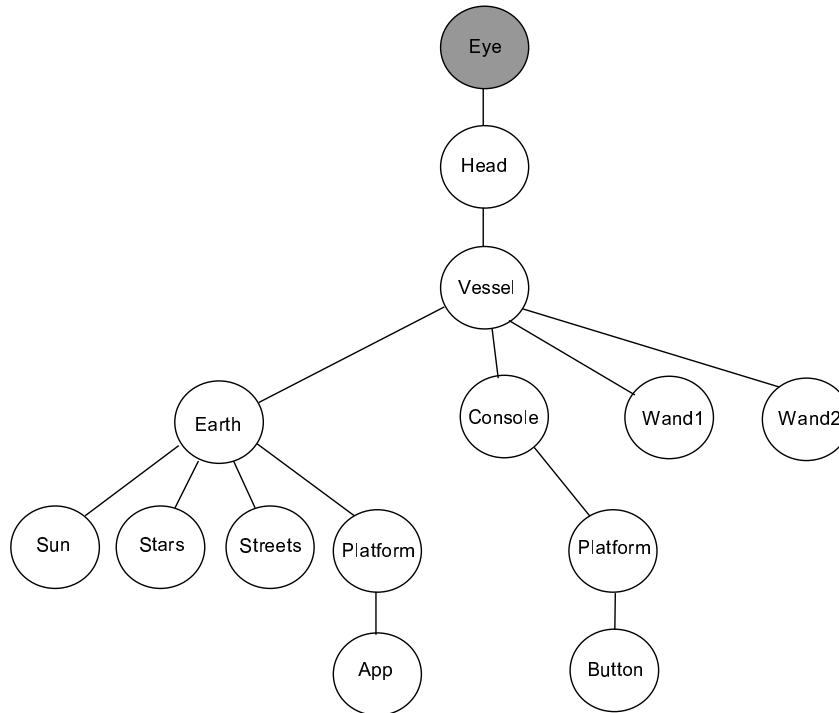 Eye
Head
Vessel
Earth
Console
Wand1
Wand2
Sun
Stars
Streets
Platform
Platform
App
Button